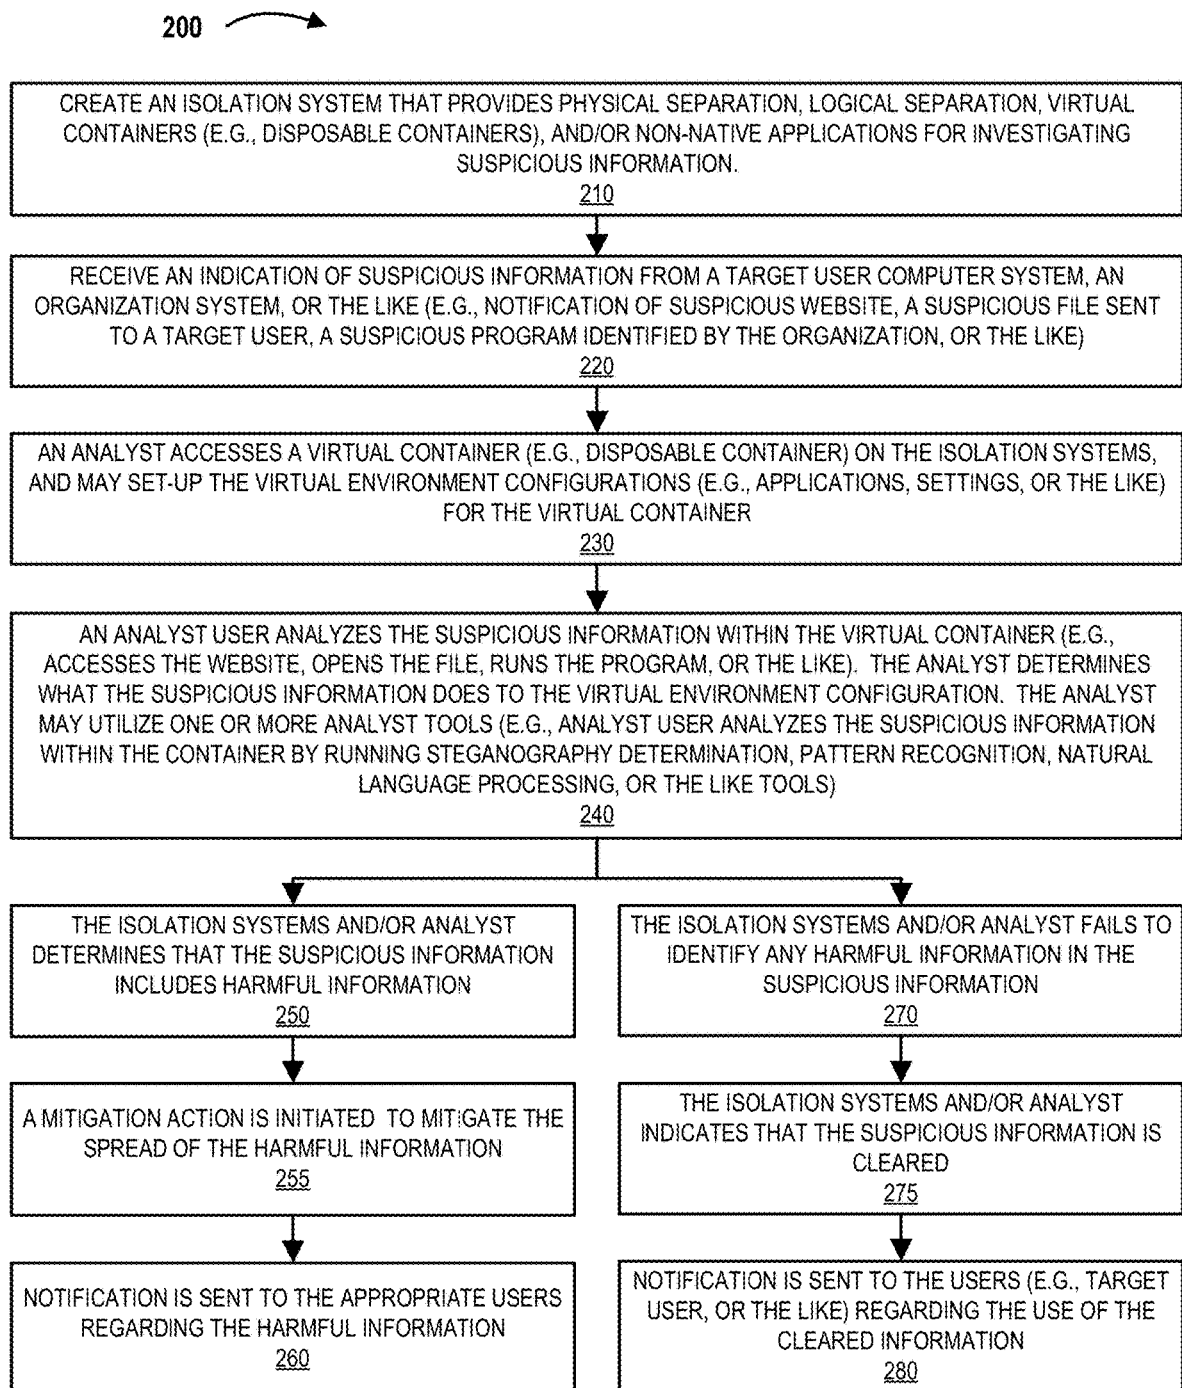 200
CREATE AN ISOLATION SYSTEM THAT PROVIDES PHYSICAL SEPARATION, LOGICAL SEPARATION, VIRTUAL
CONTAINERS (E.G., DISPOSABLE CONTAINERS), AND/OR NON-NATIVE APPLICATIONS FOR INVESTIGATING
SUSPICIOUS INFORMATION.
210
RECEIVE AN INDICATION OF SUSPICIOUS INFORMATION FROM A TARGET USER COMPUTER SYSTEM, AN
ORGANIZATION SYSTEM, OR THE LIKE (E.G., NOTIFICATION OF SUSPICIOUS WEBSITE, A SUSPICIOUS FILE SENT
TO A TARGET USER, A SUSPICIOUS PROGRAM IDENTIFIED BY THE ORGANIZATION, OR THE LIKE)
220
AN ANALYST ACCESSES A VIRTUAL CONTAINER (E.G., DISPOSABLE CONTAINER) ON THE ISOLATION SYSTEMS,
AND MAY SET-UP THE VIRTUAL ENVIRONMENT CONFIGURATIONS (E.G., APPLICATIONS, SETTINGS, OR THE LIKE)
FOR THE VIRTUAL CONTAINER
230
AN ANALYST USER ANALYZES THE SUSPICIOUS INFORMATION WITHIN THE VIRTUAL CONTAINER (E.G.,
ACCESSES THE WEBSITE, OPENS THE FILE, RUNS THE PROGRAM, OR THE LIKE). THE ANALYST DETERMINES
WHAT THE SUSPICIOUS INFORMATION DOES TO THE VIRTUAL ENVIRONMENT CONFIGURATION. THE ANALYST
MAY UTILIZE ONE OR MORE ANALYST TOOLS (E.G., ANALYST USER ANALYZES THE SUSPICIOUS INFORMATION
WITHIN THE CONTAINER BY RUNNING STEGANOGRAPHY DETERMINATION, PATTERN RECOGNITION, NATURAL
LANGUAGE PROCESSING, OR THE LIKE TOOLS)
240
THE ISOLATION SYSTEMS AND/OR ANALYST
DETERMINES THAT THE SUSPICIOUS INFORMATION
INCLUDES HARMFUL INFORMATION
250
A MITIGATION ACTION IS INITIATED TO MITIGATE THE
SPREAD OF THE HARMFUL INFORMATION
255
NOTIFICATION IS SENT TO THE APPROPRIATE USERS
REGARDING THE HARMFUL INFORMATION
260
THE ISOLATION SYSTEMS AND/OR ANALYST FAILS TO
IDENTIFY ANY HARMFUL INFORMATION IN THE
SUSPICIOUS INFORMATION
270
THE ISOLATION SYSTEMS AND/OR ANALYST
INDICATES THAT THE SUSPICIOUS INFORMATION IS
CLEARED
275
NOTIFICATION IS SENT TO THE USERS (E.G., TARGET
USER, OR THE LIKE) REGARDING THE USE OF THE
CLEARED INFORMATION
280